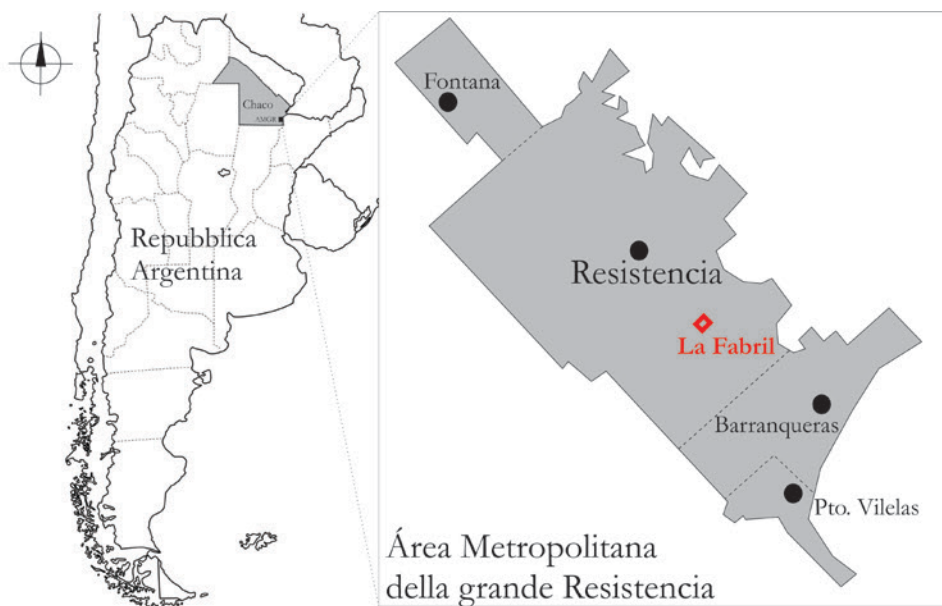 Chaco
AMGR
Repubblica
Argentina
Fontana
Resistencia
La Fabril
Barranqueras
Pto. Vilelas
Área Metropolitana
della grande Resistencia